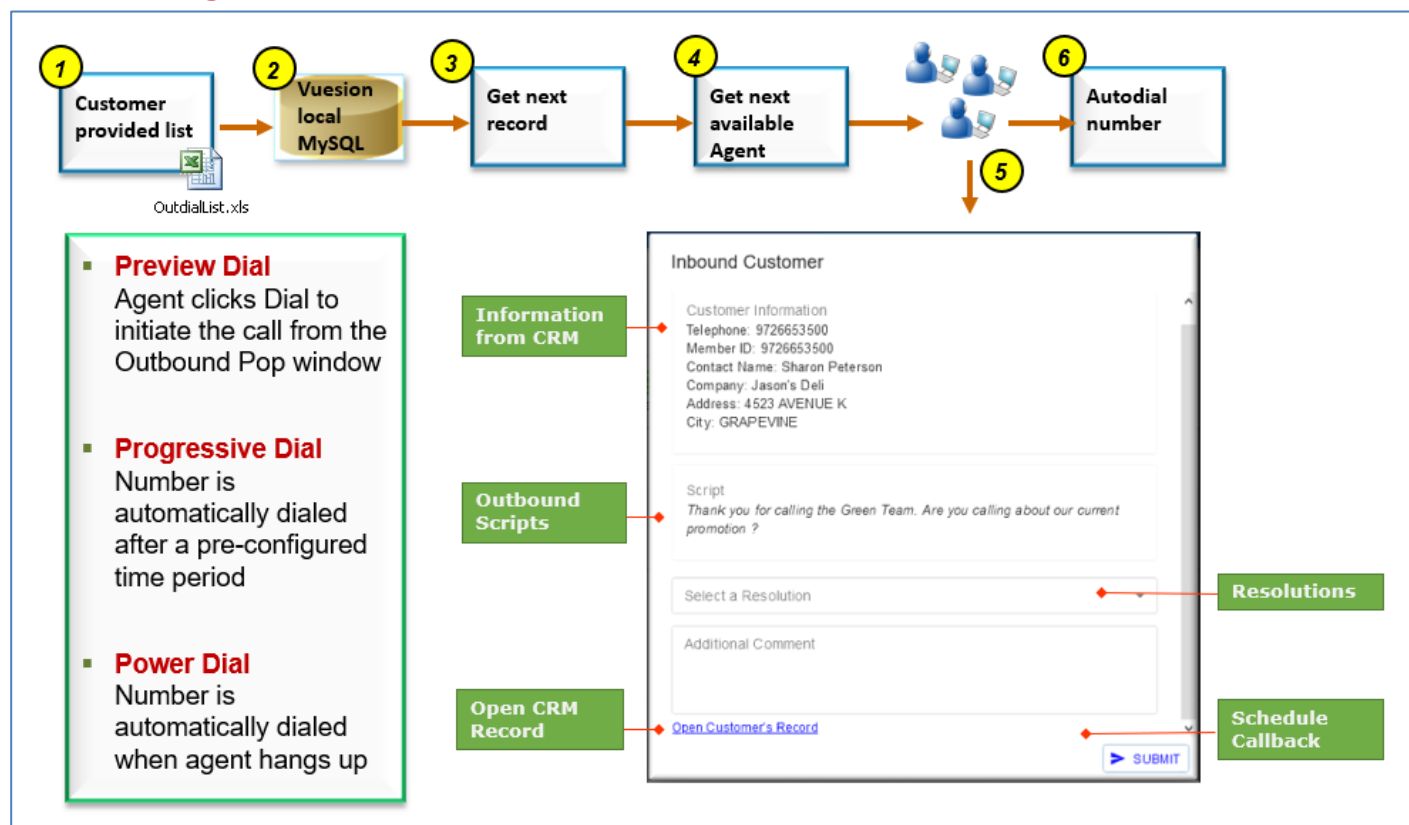 1
Customer
provided list
OutdialList.xls
2
Vuesion
local
MySQL
3
Get next
record
4
Get next
available
Agent
5
6
Autodial
number
▪ Preview Dial
Agent clicks Dial to
initiate the call from the
Outbound Pop window
▪ Progressive Dial
Number is
automatically dialed
after a pre-configured
time period
▪ Power Dial
Number is
automatically dialed
when agent hangs up
Information
from CRM
Outbound
Scripts
Open CRM
Record
Inbound Customer
Customer Information
Telephone: 9726653500
Member ID: 9726653500
Contact Name: Sharon Peterson
Company: Jason's Deli
Address: 4523 AVENUE K
City: GRAPEVINE
Script
Thank you for calling the Green Team. Are you calling about our current
promotion ?
Select a Resolution
Additional Comment
Open Customer's Record
SUBMIT
Resolutions
Schedule
Callback